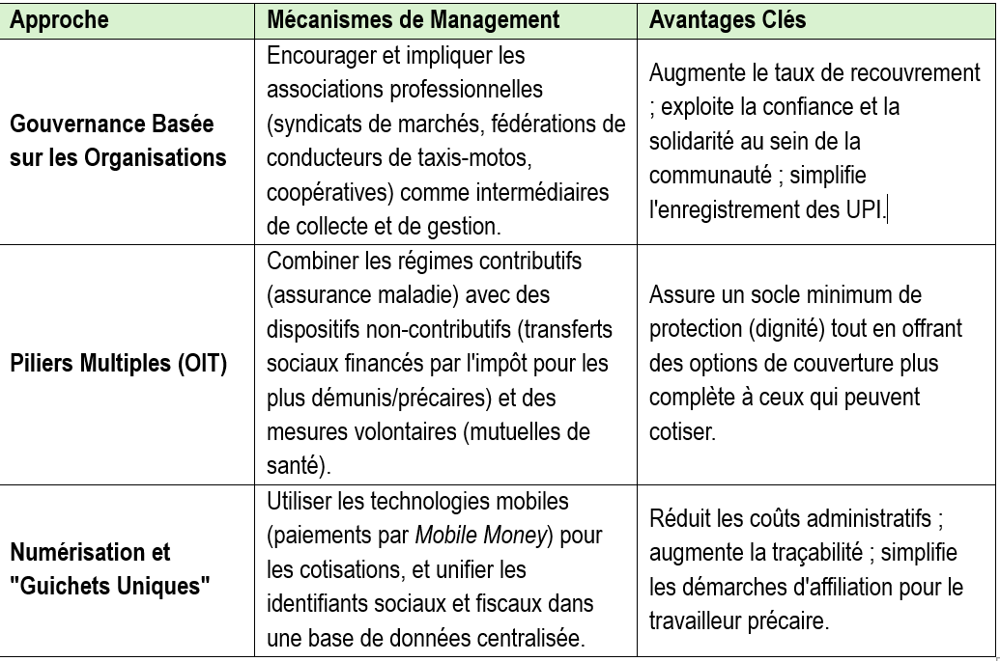 Approche
Mécanismes de Management
Avantages Clés
Gouvernance Basée
sur les Organisations
Encourager et impliquer les
associations professionnelles
(syndicats de marchés, fédérations de
conducteurs de taxis-motos,
coopératives) comme intermédiaires
de collecte et de gestion.
Augmente le taux de recouvrement
; exploite la confiance et la
solidarité au sein de la
communauté ; simplifie
l'enregistrement des UPI.
Piliers Multiples (OIT)
Combiner les régimes contributifs
(assurance maladie) avec des
dispositifs non-contributifs (transferts
sociaux financés par l'impôt pour les
plus démunis/précaires) et des
mesures volontaires (mutuelles de
santé).
Assure un socle minimum de
protection (dignité) tout en offrant
des options de couverture plus
complète à ceux qui peuvent
cotiser.
Numérisation et
"Guichets Uniques"
Utiliser les technologies mobiles
(paiements par Mobile Money) pour
les cotisations, et unifier les
identifiants sociaux et fiscaux dans
une base de données centralisée.
Réduit les coûts administratifs ;
augmente la traçabilité ; simplifie
les démarches d'affiliation pour le
travailleur précaire.